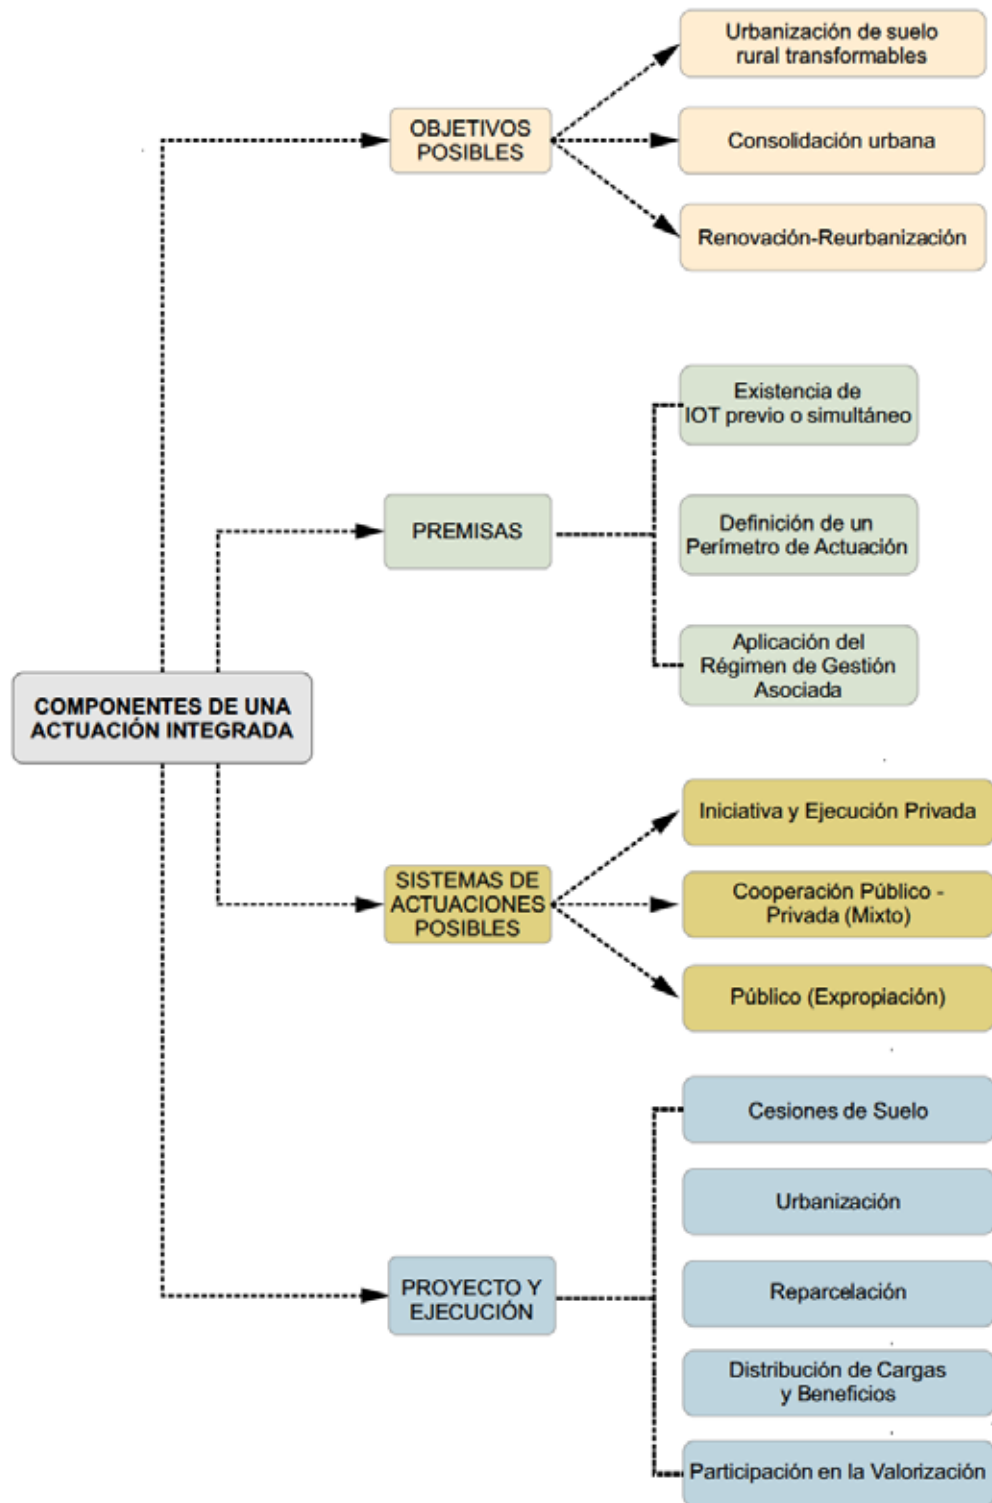 COMPONENTES DE UNA
ACTUACIÓN INTEGRADA
OBJETIVOS
POSIBLES
Urbanización de suelo
rural transformables
Consolidación urbana
Renovación-Reurbanización
PREMISAS
Existencia de
IOT previo o simultáneo
Definición de un
Perímetro de Actuación
Aplicación del
Régimen de Gestión
Asociada
SISTEMAS DE
ACTUACIONES
POSIBLES
Iniciativa y Ejecución Privada
Cooperación Público -
Privada (Mixto)
Público (Expropiación)
PROYECTO Y
EJECUCIÓN
Cesiones de Suelo
Urbanización
Reparcelación
Distribución de Cargas
y Beneficios
Participación en la Valorización